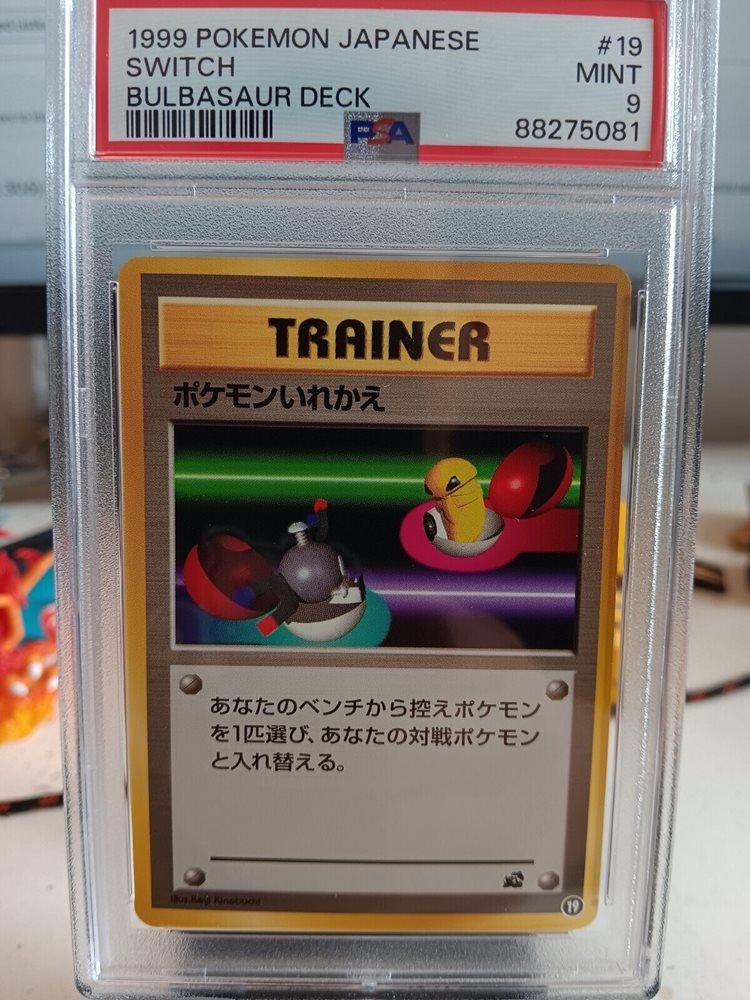 1999 POKEMON JAPANESE #19
SWITCH MINT
BULBASAUR DECK 9
PSA 88275081
TRAINER
ポケモンいれかえ
あなたのベンチから控えポケモン
を1匹選び、あなたの対戦ポケモン
と入れ替える。
Illus.Keiji Kinebuchi
19